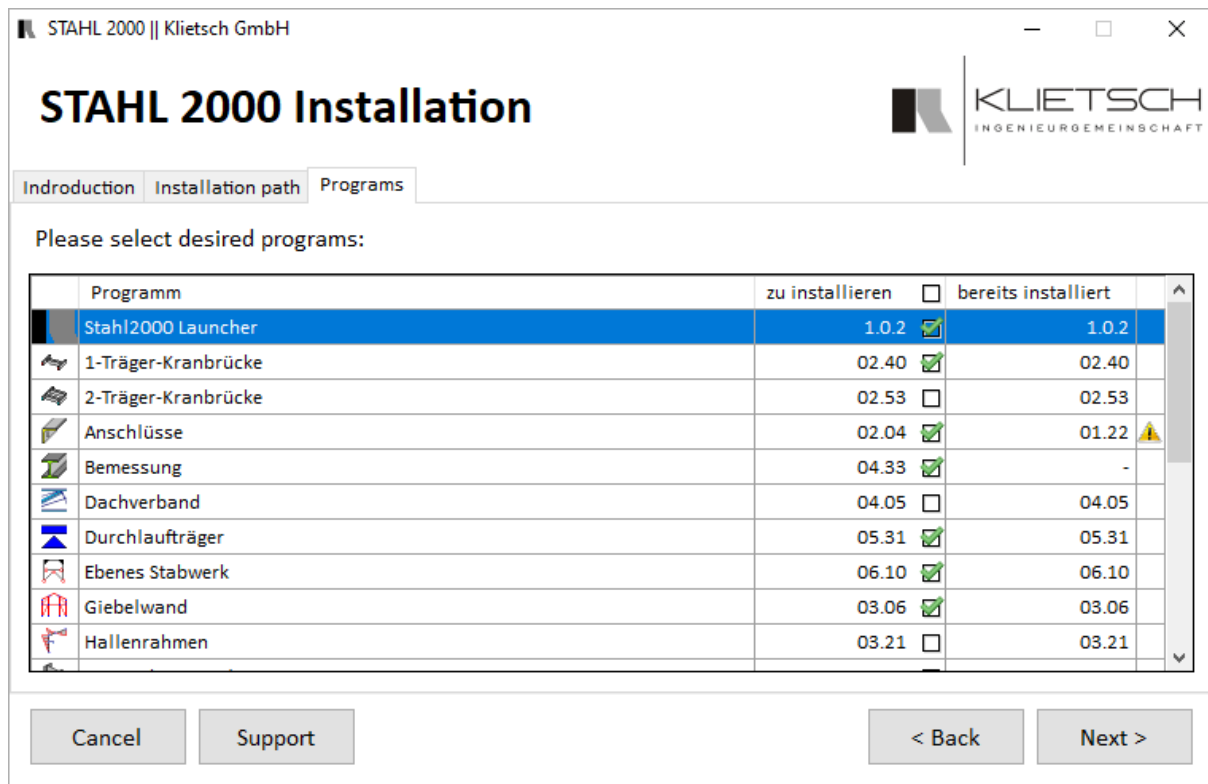 STAHL 2000 || Klietsch GmbH
STAHL 2000 Installation
KLIETSCH
INGENIEURGEMEINSCHAFT
Indroduction Installation path Programs
Please select desired programs:
Programm zu installieren bereits installiert
Stahl2000 Launcher 1.0.2 1.0.2
1-Träger-Kranbrücke 02.40 02.40
2-Träger-Kranbrücke 02.53 02.53
Anschlüsse 02.04 01.22
Bemessung 04.33 -
Dachverband 04.05 04.05
Durchlaufträger 05.31 05.31
Ebenes Stabwerk 06.10 06.10
Giebelwand 03.06 03.06
Hallenrahmen 03.21 03.21
Cancel Support < Back Next >